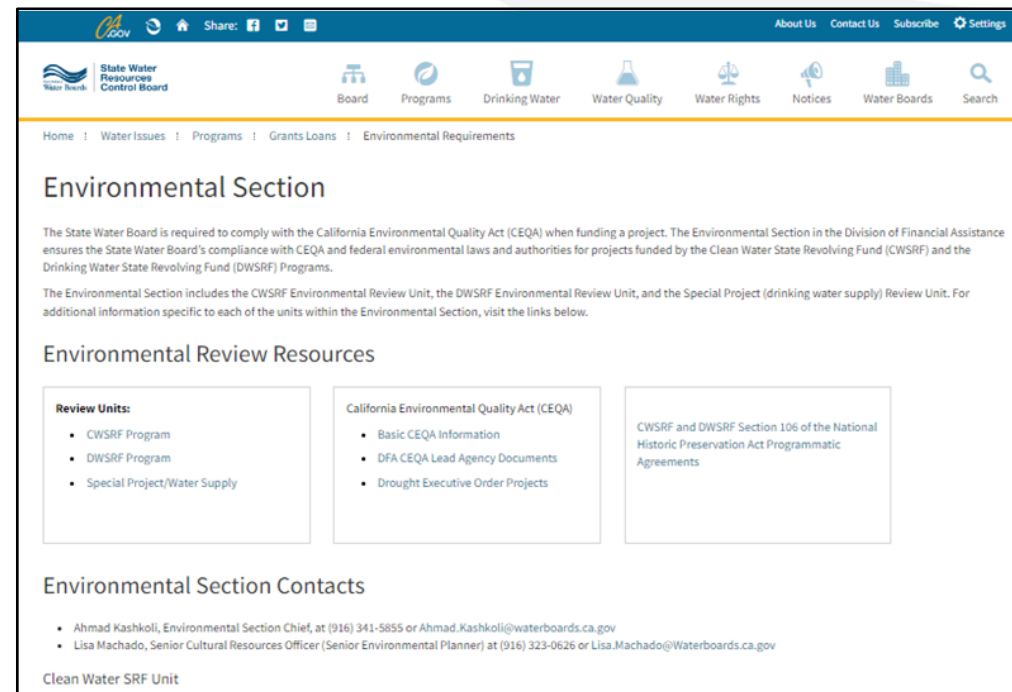 CA.GOV Share: About Us Contact Us Subscribe Settings
State Water
Resources
Control Board
Water Boards
Board Programs Drinking Water Water Quality Water Rights Notices Water Boards Search
Home Water Issues Programs Grants Loans Environmental Requirements
Environmental Section
The State Water Board is required to comply with the California Environmental Quality Act (CEQA) when funding a project. The Environmental Section in the Division of Financial Assistance
ensures the State Water Board's compliance with CEQA and federal environmental laws and authorities for projects funded by the Clean Water State Revolving Fund (CWSRF) and the
Drinking Water State Revolving Fund (DWSRF) Programs.
The Environmental Section includes the CWSRF Environmental Review Unit, the DWSRF Environmental Review Unit, and the Special Project (drinking water supply) Review Unit. For
additional information specific to each of the units within the Environmental Section, visit the links below.
Environmental Review Resources
Review Units:
• CWSRF Program
• DWSRF Program
• Special Project/Water Supply
California Environmental Quality Act (CEQA)
• Basic CEQA Information
• DFA CEQA Lead Agency Documents
• Drought Executive Order Projects
CWSRF and DWSRF Section 106 of the National
Historic Preservation Act Programmatic
Agreements
Environmental Section Contacts
• Ahmad Kashkoli, Environmental Section Chief, at (916) 341-5855 or Ahmad.Kashkoli@waterboards.ca.gov
• Lisa Machado, Senior Cultural Resources Officer (Senior Environmental Planner) at (916) 323-0626 or Lisa.Machado@Waterboards.ca.gov
Clean Water SRF Unit